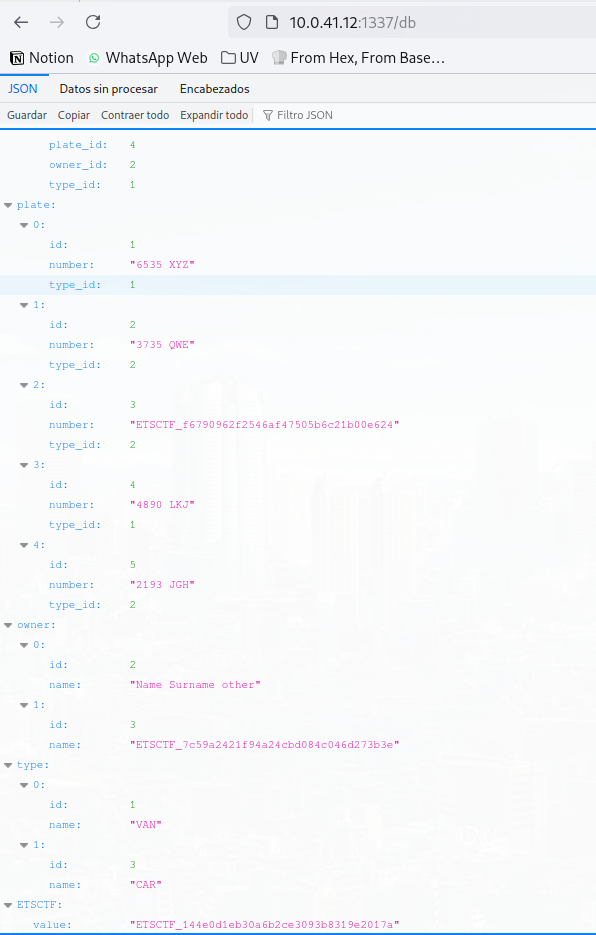 10.0.41.12:1337/db
Notion WhatsApp Web UV From Hex, From Base…
JSON Datos sin procesar Encabezados
Guardar Copiar Contraer todo Expandir todo Filtro JSON
plate_id: 4
owner_id: 2
type_id: 1
plate:
0:
id: 1
number: "6535 XYZ"
type_id: 1
1:
id: 2
number: "3735 QWE"
type_id: 2
2:
id: 3
number: "ETSCTF_f6790962f2546af47505b6c21b00e624"
type_id: 2
3:
id: 4
number: "4890 LKJ"
type_id: 1
4:
id: 5
number: "2193 JGH"
type_id: 2
owner:
0:
id: 2
name: "Name Surname other"
1:
id: 3
name: "ETSCTF_7c59a2421f94a24cbd084c046d273b3e"
type:
0:
id: 1
name: "VAN"
1:
id: 3
name: "CAR"
ETSCTF:
value: "ETSCTF_144e0d1eb30a6b2ce3093b8319e2017a"